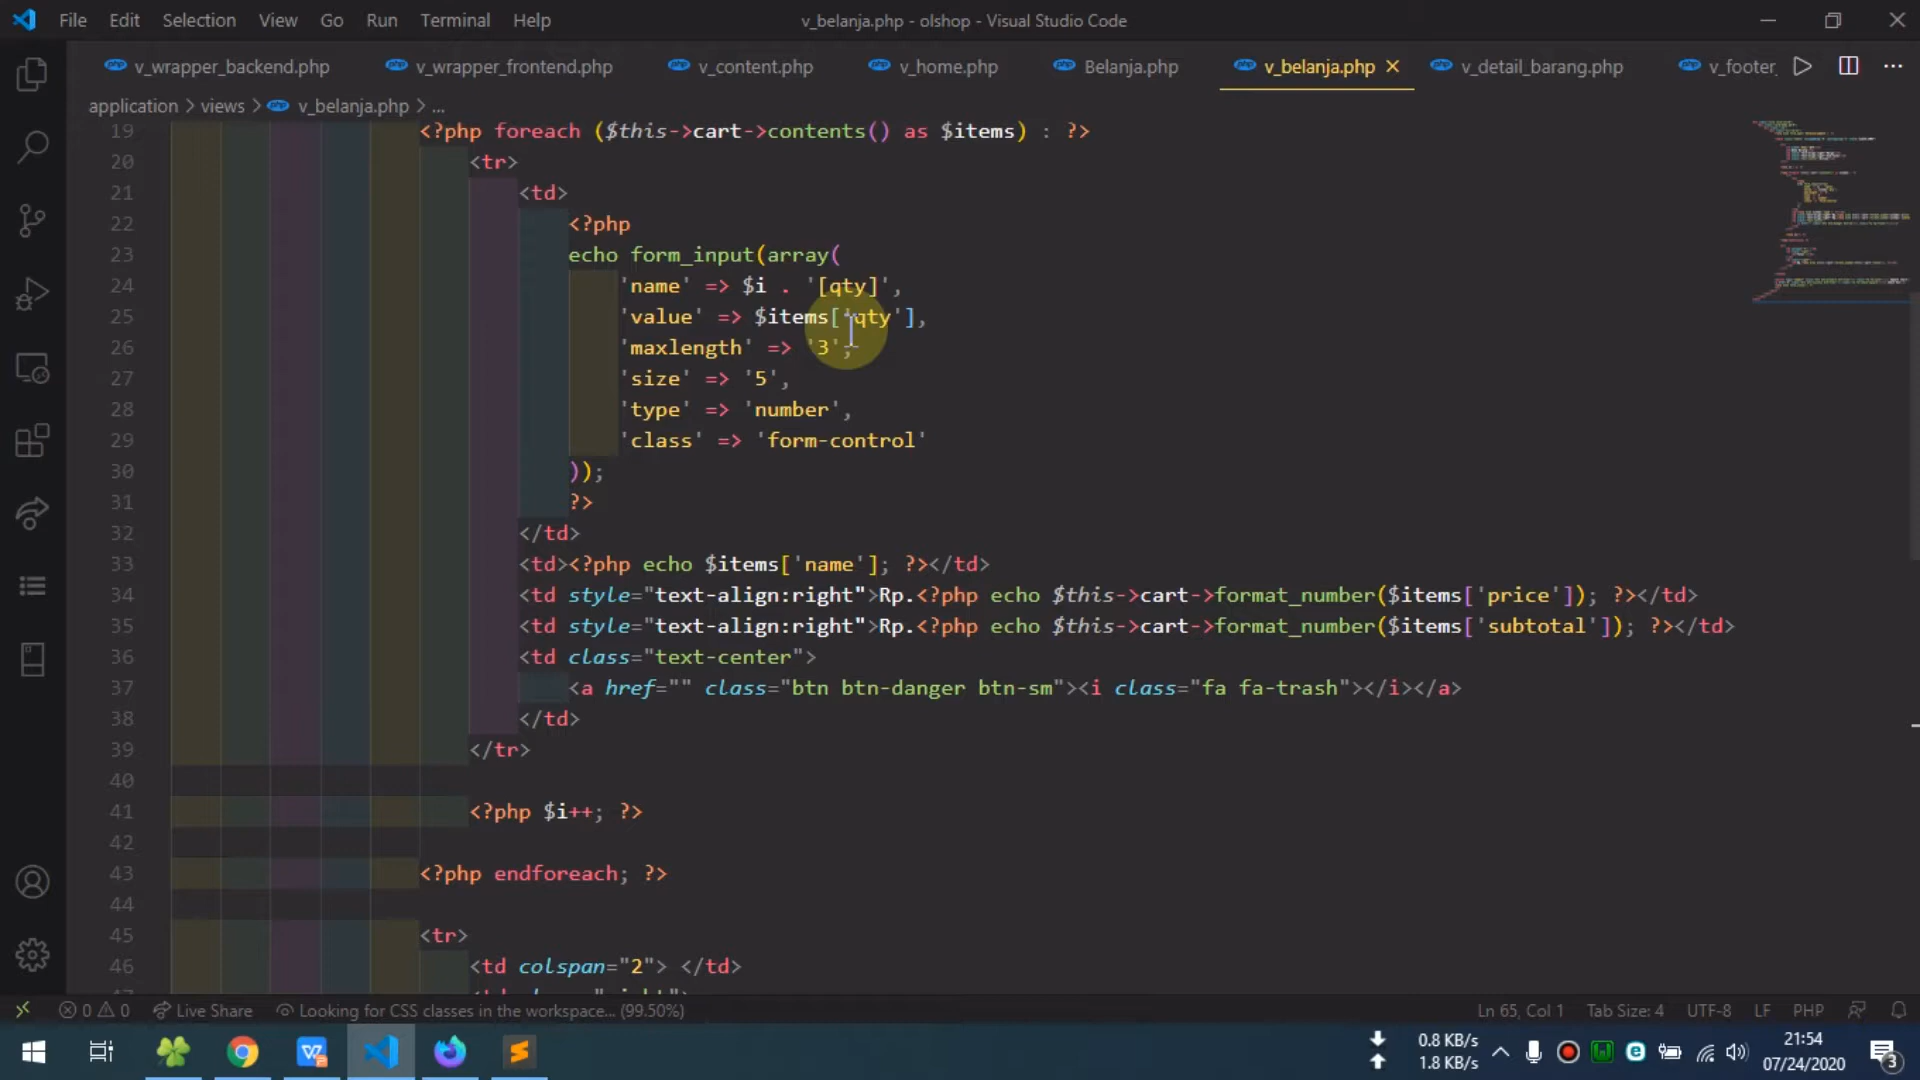 File Edit Selection View Go Run Terminal Help
v_belanja.php - olshop - Visual Studio Code
v_wrapper_backend.php v_wrapper_frontend.php v_content.php v_home.php Belanja.php v_belanja.php v_detail_barang.php v_footer
application > views > v_belanja.php > ...
19 <?php foreach ($this->cart->contents() as $items) : ?>
20 <tr>
21 <td>
22 <?php
23 echo form_input(array(
24 'name' => $i . '[qty]',
25 'value' => $items['qty'],
26 'maxlength' => '3',
27 'size' => '5',
28 'type' => 'number',
29 'class' => 'form-control'
30 ));
31 ?>
32 </td>
33 <td><?php echo $items['name']; ?></td>
34 <td style="text-align:right">Rp.<?php echo $this->cart->format_number($items['price']); ?></td>
35 <td style="text-align:right">Rp.<?php echo $this->cart->format_number($items['subtotal']); ?></td>
36 <td class="text-center">
37 <a href="" class="btn btn-danger btn-sm"><i class="fa fa-trash"></i></a>
38 </td>
39 </tr>
40
41 <?php $i++; ?>
42
43 <?php endforeach; ?>
44
45 <tr>
46 <td colspan="2"> </td>
0 0 Live Share Looking for CSS classes in the workspace... (99.50%) Ln 65, Col 1 Tab Size: 4 UTF-8 LF PHP
0.8 KB/s
1.8 KB/s
21:54
07/24/2020
3